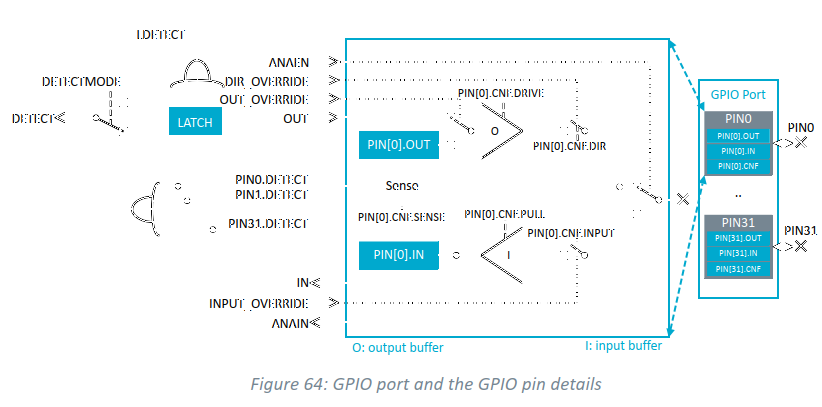 LDETECT
ANAEN
DETECTMODE
DIR_OVERRIDE
OUT_OVERRIDE
DETECT
LATCH
OUT
PIN[0].CNF.DRIVE
O
PIN[0].OUT
PIN[0].CNF.DIR
PIN0.DETECT
PIN1.DETECT
Sense
PIN31.DETECT
PIN[0].CNF.SENSE
PIN[0].CNF.PULL
PIN[0].CNF.INPUT
PIN[0].IN
I
IN
INPUT_OVERRIDE
ANAIN
O: output buffer
I: input buffer
GPIO Port
PIN0
PIN[0].OUT
PIN[0].IN
PIN[0].CNF
PIN0
..
PIN31
PIN[31].OUT
PIN[31].IN
PIN[31].CNF
PIN31
Figure 64: GPIO port and the GPIO pin details